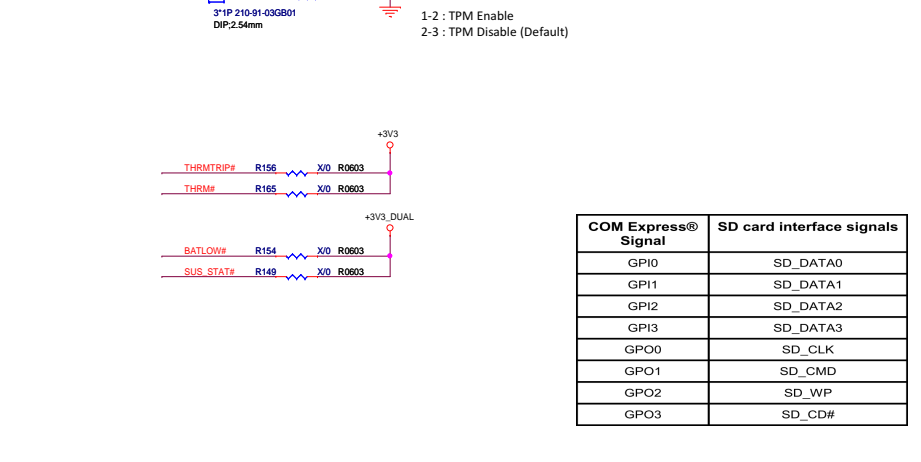 3*1P 210-91-03GB01
DIP;2.54mm
1-2 : TPM Enable
2-3 : TPM Disable (Default)
+3V3
THRMTRIP# R156 X/0 R0603
THRM# R165 X/0 R0603
+3V3_DUAL
BATLOW# R154 X/0 R0603
SUS_STAT# R149 X/0 R0603
COM Express® Signal SD card interface signals
GPI0 SD_DATA0
GPI1 SD_DATA1
GPI2 SD_DATA2
GPI3 SD_DATA3
GPO0 SD_CLK
GPO1 SD_CMD
GPO2 SD_WP
GPO3 SD_CD#